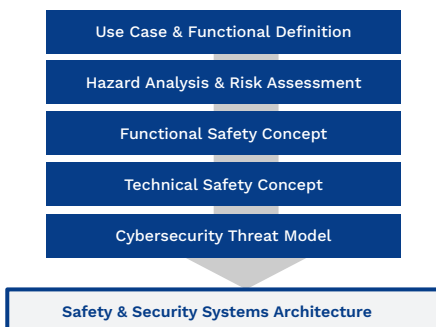 Use Case & Functional Definition
Hazard Analysis & Risk Assessment
Functional Safety Concept
Technical Safety Concept
Cybersecurity Threat Model
Safety & Security Systems Architecture